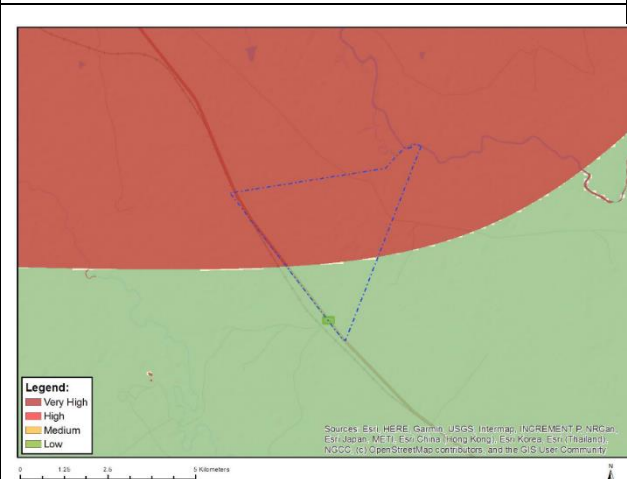 Legend:
Very High
High
Medium
Low
Sources: Esri, HERE, Garmin, USGS, Intermap, INCREMENT P, NRCan,
Esri Japan, METI, Esri China (Hong Kong), Esri Korea, Esri (Thailand),
NGCC, (c) OpenStreetMap contributors, and the GIS User Community
0 1.25 2.5 5 Kilometers
N